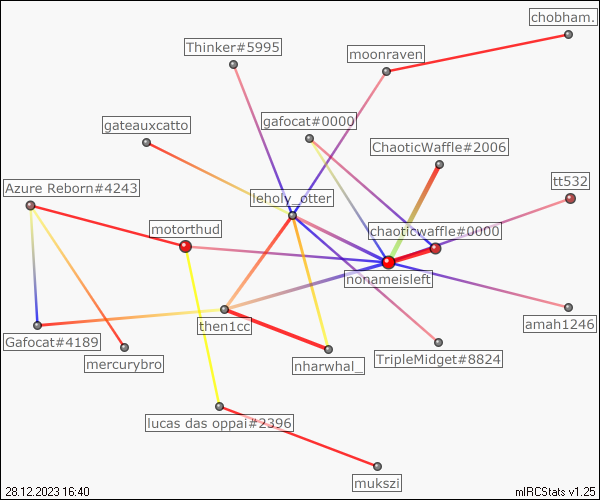 chobham.
Thinker#5995
moonraven
gafocat#0000
gateauxcatto
ChaoticWaffle#2006
Azure Reborn#4243
tt532
leholy_otter
motorthud
chaoticwaffle#0000
nonameisleft
then1cc
amah1246
Gafocat#4189
mercurybro
nharwhal_
TripleMidget#8824
lucas das oppai#2396
mukszi
28.12.2023 16:40
mIRCStats v1.25